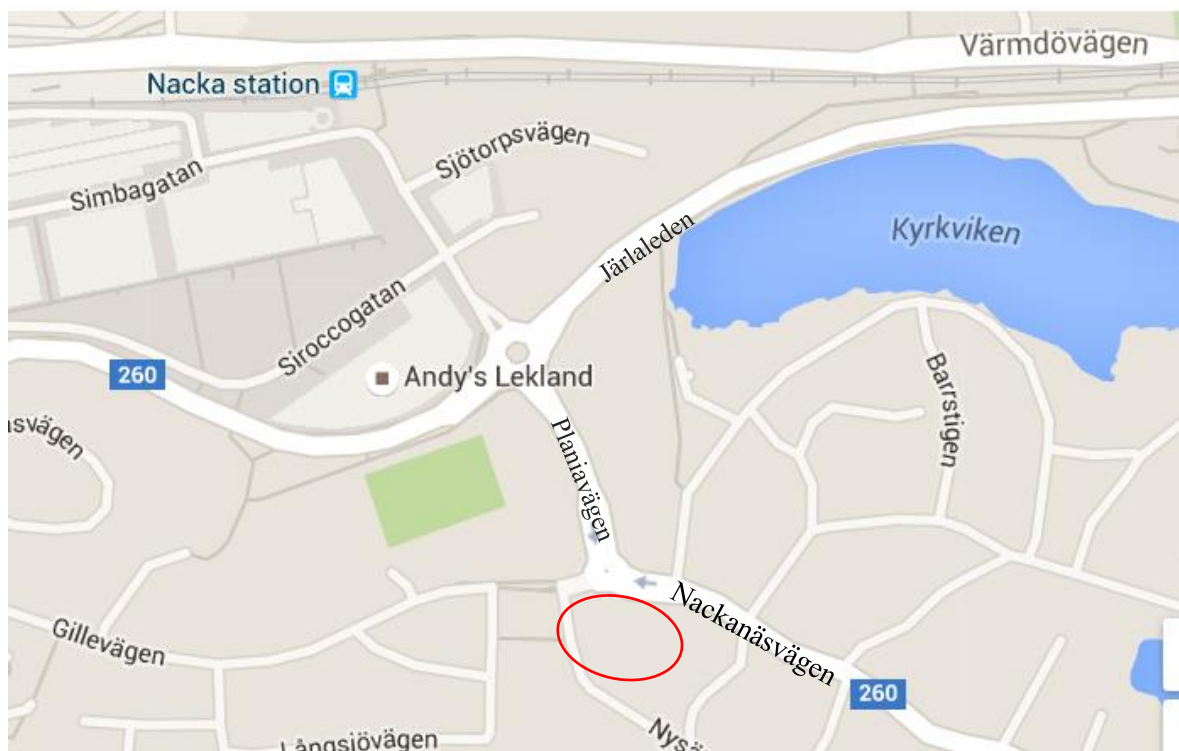 Värmdövägen
Nacka station
Sjötorpsvägen
Simbagatan
Kyrkviken
Järlaleden
Siroccogatan
260
Andy's Lekland
Barrstigen
Planiavägen
Nackanäsvägen
Gillevägen
260
Långsjövägen